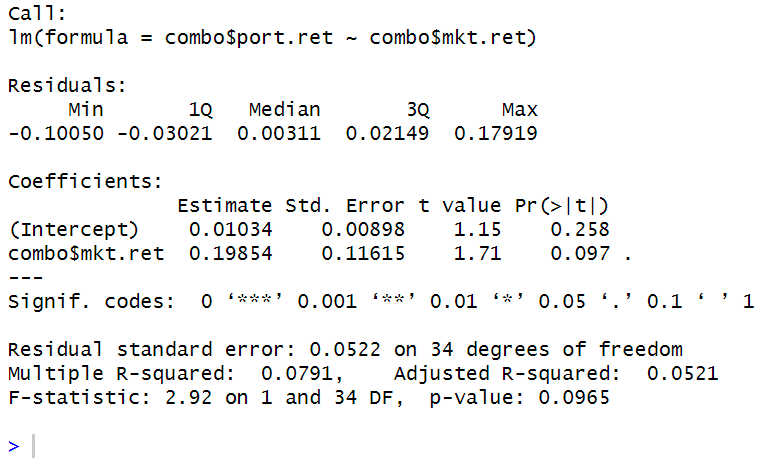 Call:
lm(formula = combo$port.ret ~ combo$mkt.ret)
Residuals:
     Min       1Q   Median       3Q      Max
-0.10050 -0.03021  0.00311  0.02149  0.17919
Coefficients:
              Estimate Std. Error t value Pr(>|t|)
(Intercept)    0.01034    0.00898    1.15    0.258
combo$mkt.ret  0.19854    0.11615    1.71    0.097 .
---
Signif. codes:  0 ‘***’ 0.001 ‘**’ 0.01 ‘*’ 0.05 ‘.’ 0.1 ‘ ’ 1
Residual standard error: 0.0522 on 34 degrees of freedom
Multiple R-squared:  0.0791,    Adjusted R-squared:  0.0521
F-statistic: 2.92 on 1 and 34 DF,  p-value: 0.0965
>